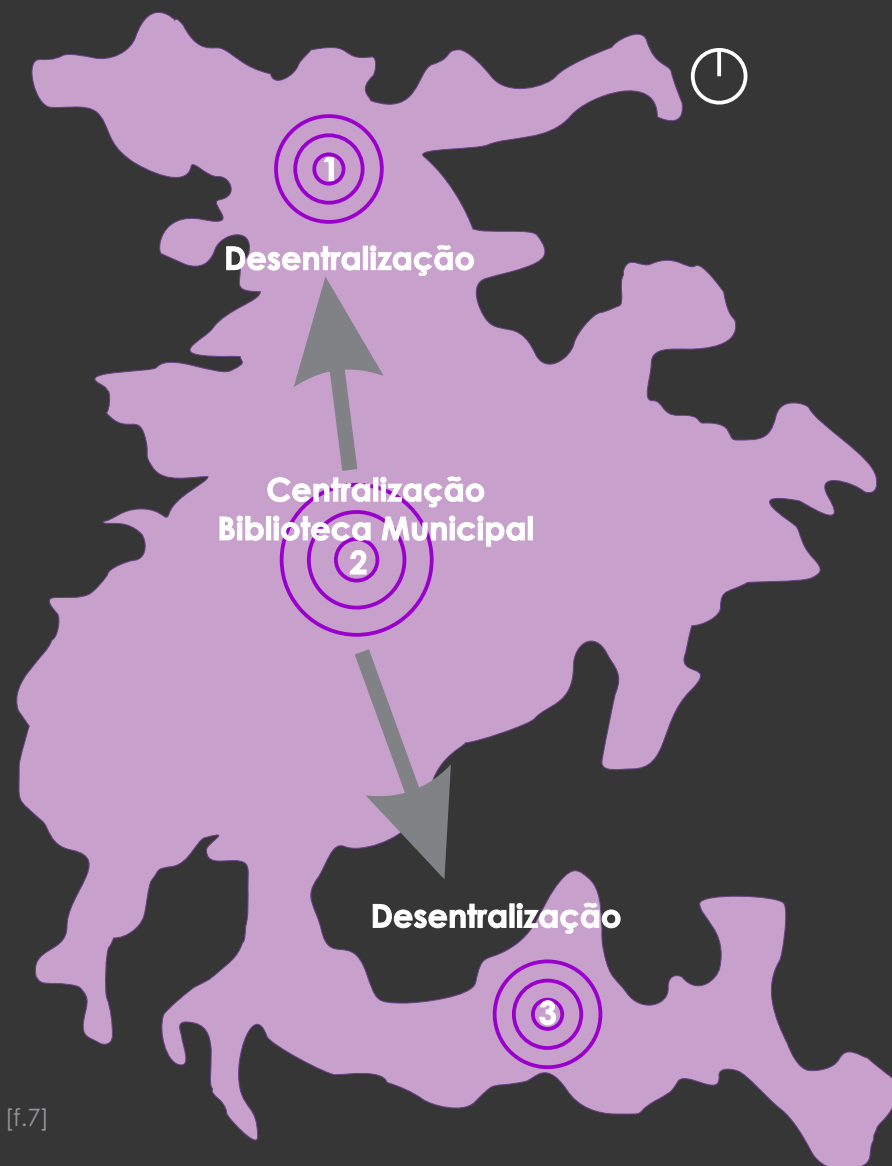 1
Desentralização
Centralização
Biblioteca Municipal
2
Desentralização
3
[f.7]